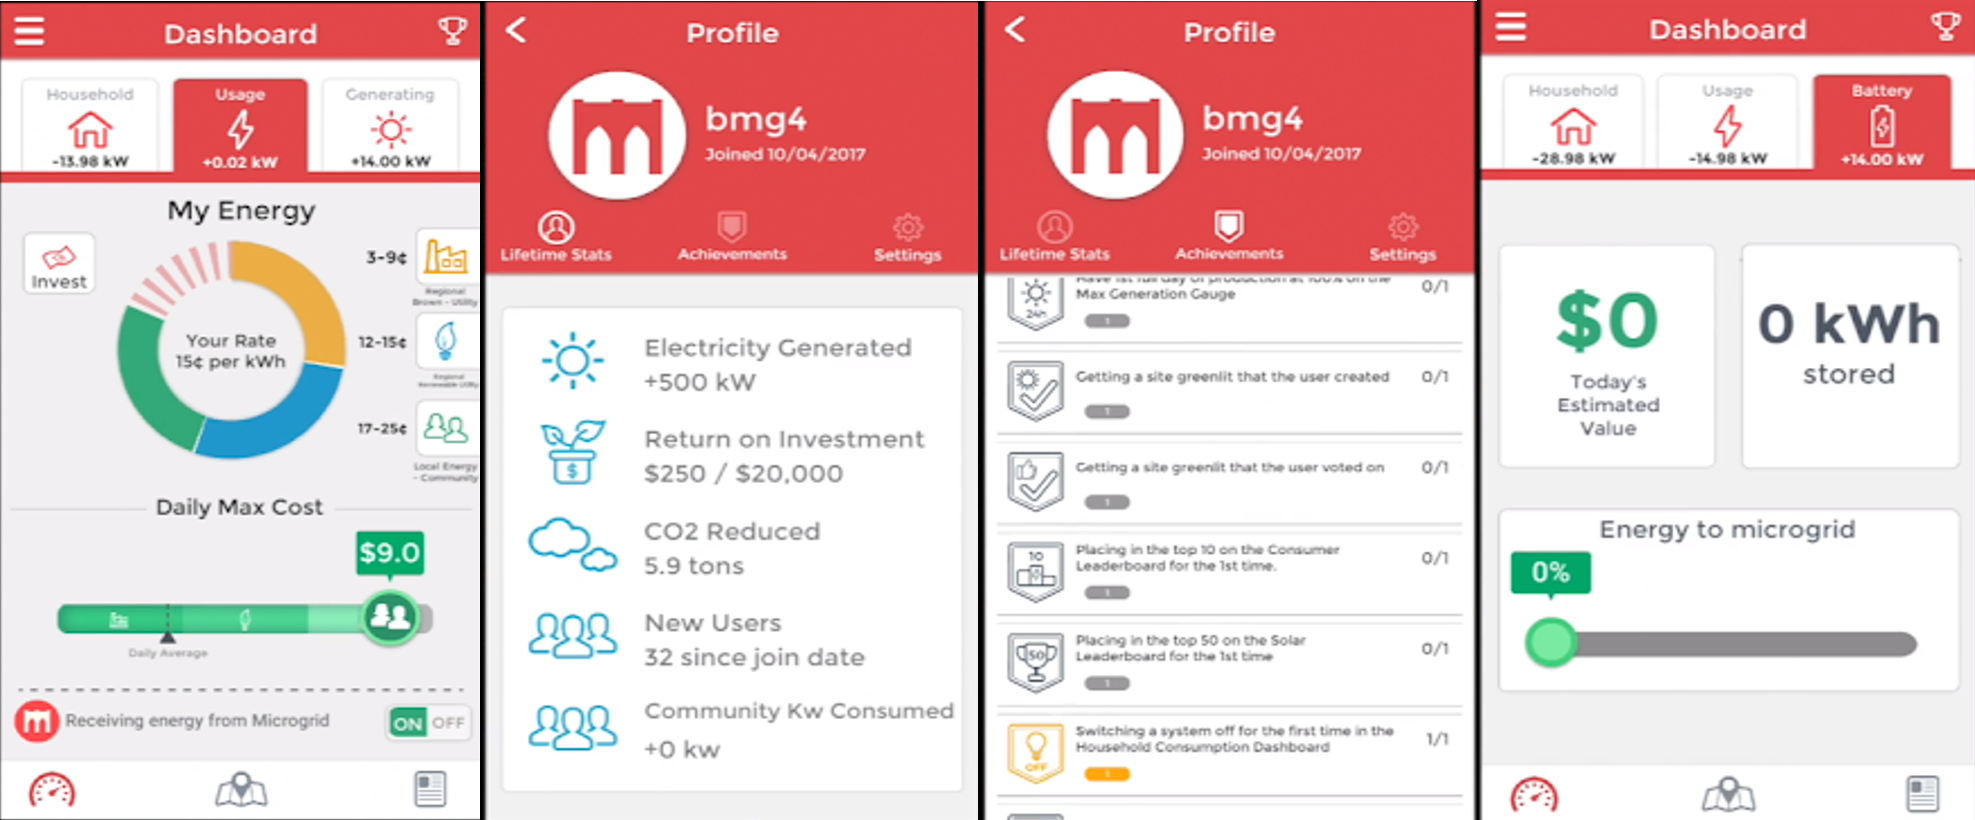 Dashboard
Household
-13.98 kW
Usage
+0.02 kW
Generating
+14.00 kW
My Energy
Invest
Your Rate
15¢ per kWh
3-9¢
Regional
Brown - Utility
12-15¢
Regional
Renewable Utility
17-25¢
Local Energy
- Community
Daily Max Cost
$9.0
Daily Average
Receiving energy from Microgrid
ON OFF
Profile
bmg4
Joined 10/04/2017
Lifetime Stats
Achievements
Settings
Electricity Generated
+500 kW
Return on Investment
$250 / $20,000
CO2 Reduced
5.9 tons
New Users
32 since join date
Community Kw Consumed
+0 kw
Profile
bmg4
Joined 10/04/2017
Lifetime Stats
Achievements
Settings
24h
Have 1st full day of production at 100% on the
Max Generation Gauge
0/1
1
Getting a site greenlit that the user created
0/1
1
Getting a site greenlit that the user voted on
0/1
1
10
Placing in the top 10 on the Consumer
Leaderboard for the 1st time.
0/1
1
50
Placing in the top 50 on the Solar
Leaderboard for the 1st time
0/1
1
OFF
Switching a system off for the first time in the
Household Consumption Dashboard
1/1
1
Dashboard
Household
-28.98 kW
Usage
-14.98 kW
Battery
+14.00 kW
$0
Today's
Estimated
Value
0 kWh
stored
Energy to microgrid
0%